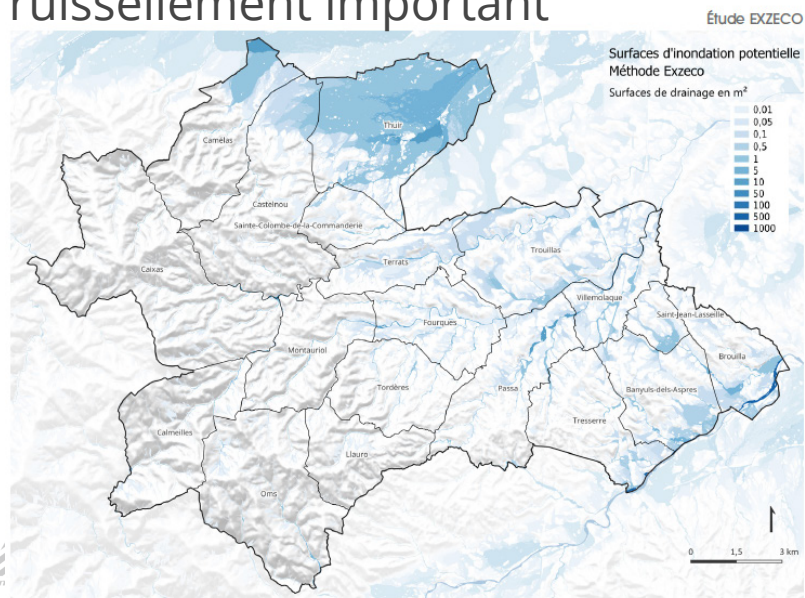 ruissellement important
Étude EXZECO
Surfaces d'inondation potentielle
Méthode Exzeco
Surfaces de drainage en m²
0,01
0,05
0,1
0,5
1
5
10
50
100
500
1000
Thuir
Camélas
Castelnou
Sainte-Colombe-de-la-Commanderie
Trouillas
Terrats
Caixas
Villemolaque
Saint-Jean-Lasseille
Fourques
Montauriol
Brouilla
Tordères
Passa
Banyuls-dels-Aspres
Tresserre
Calmeilles
Llauro
Oms
0 1,5 3 km